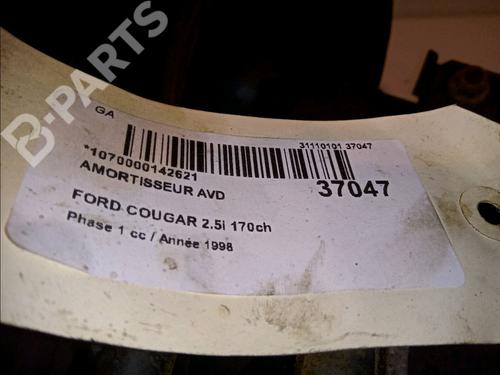 B-PARTS
GA
31110101 37047
*1070000142621
AMORTISSEUR AVD
37047
FORD COUGAR 2.5i 170ch
Phase 1 cc / Année 1998